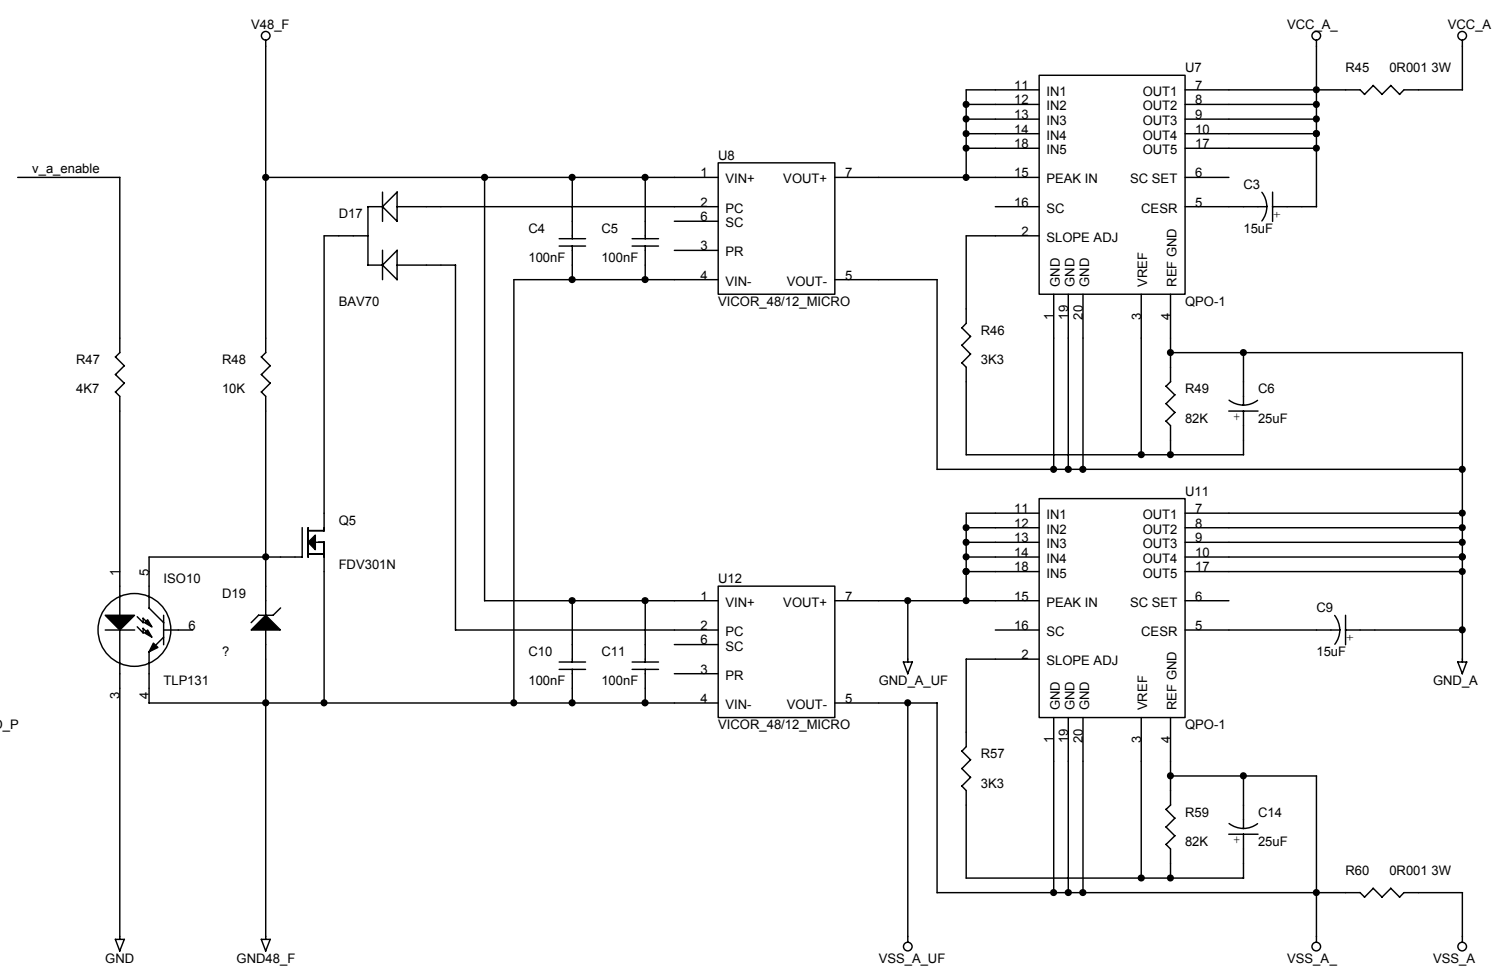 V48_F
VCC_A_
VCC_A
R45
0R001 3W
U7
11
IN1
OUT1
7
12
IN2
OUT2
8
13
IN3
OUT3
9
14
IN4
OUT4
10
18
IN5
OUT5
17
15
PEAK IN
SC SET
6
16
SC
CESR
5
2
SLOPE ADJ
GND
GND
GND
VREF
REF GND
1
19
20
3
4
QPO-1
C3
15uF
v_a_enable
U8
1
VIN+
VOUT+
7
2
PC
6
SC
3
PR
4
VIN-
VOUT-
5
VICOR_48/12_MICRO
D17
BAV70
C4
100nF
C5
100nF
R46
3K3
R49
82K
C6
25uF
R47
4K7
R48
10K
Q5
FDV301N
ISO10
1
5
6
3
4
TLP131
D19
?
U12
1
VIN+
VOUT+
7
2
PC
6
SC
3
PR
4
VIN-
VOUT-
5
VICOR_48/12_MICRO
C10
100nF
C11
100nF
U11
11
IN1
OUT1
7
12
IN2
OUT2
8
13
IN3
OUT3
9
14
IN4
OUT4
10
18
IN5
OUT5
17
15
PEAK IN
SC SET
6
16
SC
CESR
5
2
SLOPE ADJ
GND
GND
GND
VREF
REF GND
1
19
20
3
4
QPO-1
C9
15uF
GND_A_UF
GND_A
R57
3K3
R59
82K
C14
25uF
R60
0R001 3W
_P
GND
GND48_F
VSS_A_UF
VSS_A_
VSS_A